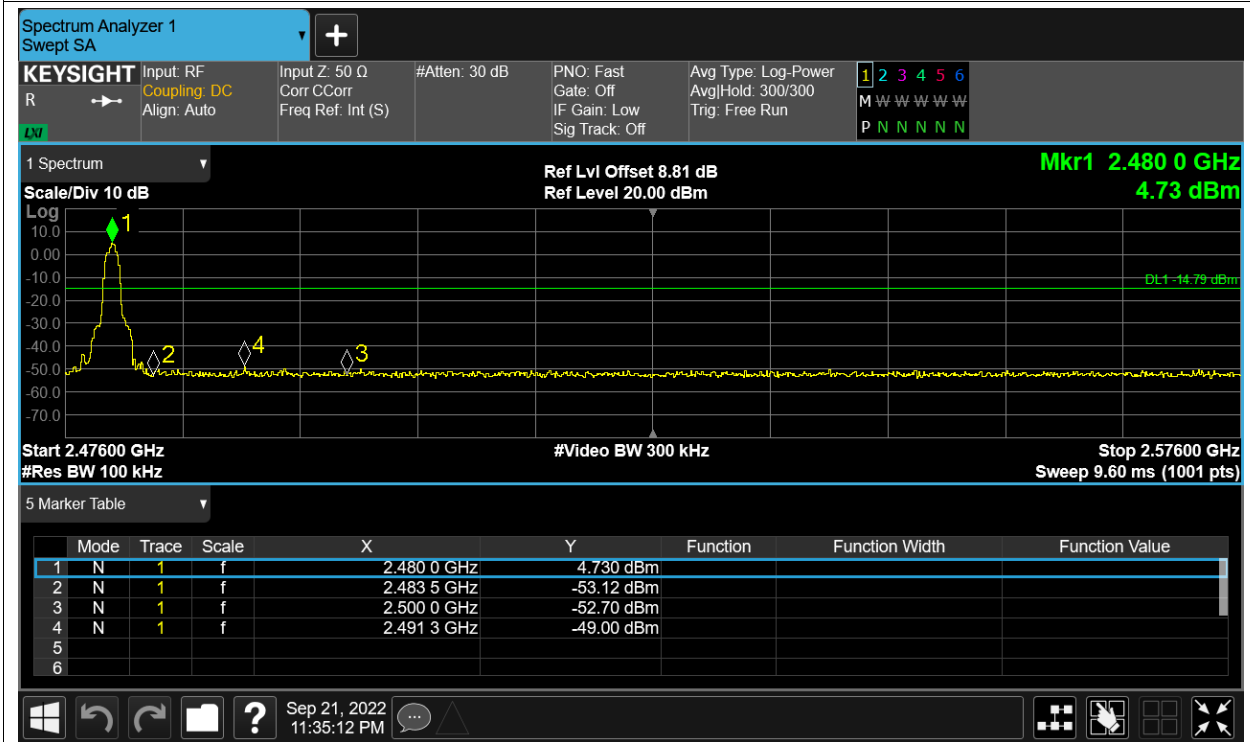 Spectrum Analyzer 1
Swept SA
+
KEYSIGHT
R
LXI
Input: RF
Coupling: DC
Align: Auto
Input Z: 50 Ω
Corr CCorr
Freq Ref: Int (S)
#Atten: 30 dB
PNO: Fast
Gate: Off
IF Gain: Low
Sig Track: Off
Avg Type: Log-Power
Avg|Hold: 300/300
Trig: Free Run
1 2 3 4 5 6
M W W W W W
P N N N N N
1 Spectrum
Scale/Div 10 dB
Ref Lvl Offset 8.81 dB
Ref Level 20.00 dBm
Mkr1 2.480 0 GHz
4.73 dBm
Log
10.0
0.00
-10.0
-20.0
-30.0
-40.0
-50.0
-60.0
-70.0
1
2
4
3
DL1 -14.79 dBm
Start 2.47600 GHz
#Res BW 100 kHz
#Video BW 300 kHz
Stop 2.57600 GHz
Sweep 9.60 ms (1001 pts)
5 Marker Table
Mode Trace Scale X Y Function Function Width Function Value
1 N 1 f 2.480 0 GHz 4.730 dBm
2 N 1 f 2.483 5 GHz -53.12 dBm
3 N 1 f 2.500 0 GHz -52.70 dBm
4 N 1 f 2.491 3 GHz -49.00 dBm
5
6
?
Sep 21, 2022
11:35:12 PM